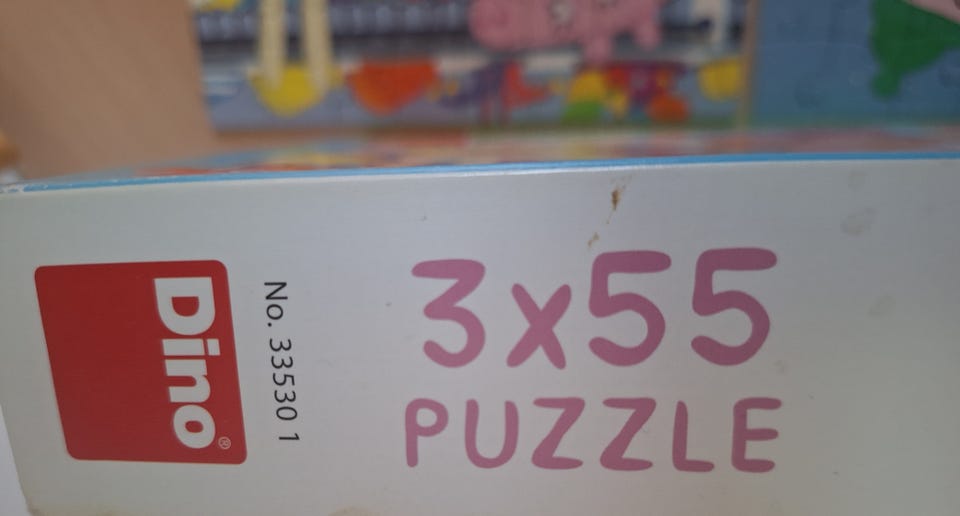 Dino®
No. 33530 1
3x55
PUZZLE